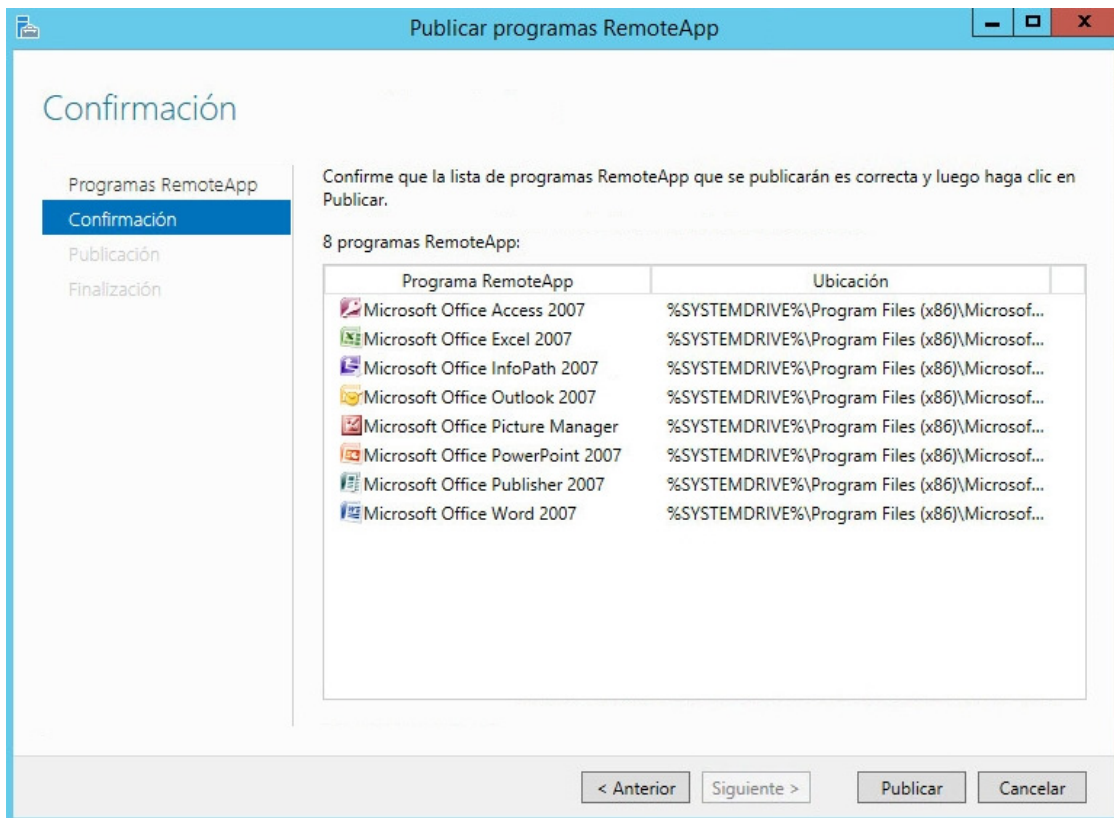 Publicar programas RemoteApp
Confirmación
Programas RemoteApp
Confirmación
Publicación
Finalización
Confirme que la lista de programas RemoteApp que se publicarán es correcta y luego haga clic en
Publicar.
8 programas RemoteApp:
Programa RemoteApp Ubicación
Microsoft Office Access 2007 %SYSTEMDRIVE%\Program Files (x86)\Microsof...
Microsoft Office Excel 2007 %SYSTEMDRIVE%\Program Files (x86)\Microsof...
Microsoft Office InfoPath 2007 %SYSTEMDRIVE%\Program Files (x86)\Microsof...
Microsoft Office Outlook 2007 %SYSTEMDRIVE%\Program Files (x86)\Microsof...
Microsoft Office Picture Manager %SYSTEMDRIVE%\Program Files (x86)\Microsof...
Microsoft Office PowerPoint 2007 %SYSTEMDRIVE%\Program Files (x86)\Microsof...
Microsoft Office Publisher 2007 %SYSTEMDRIVE%\Program Files (x86)\Microsof...
Microsoft Office Word 2007 %SYSTEMDRIVE%\Program Files (x86)\Microsof...
< Anterior Siguiente > Publicar Cancelar